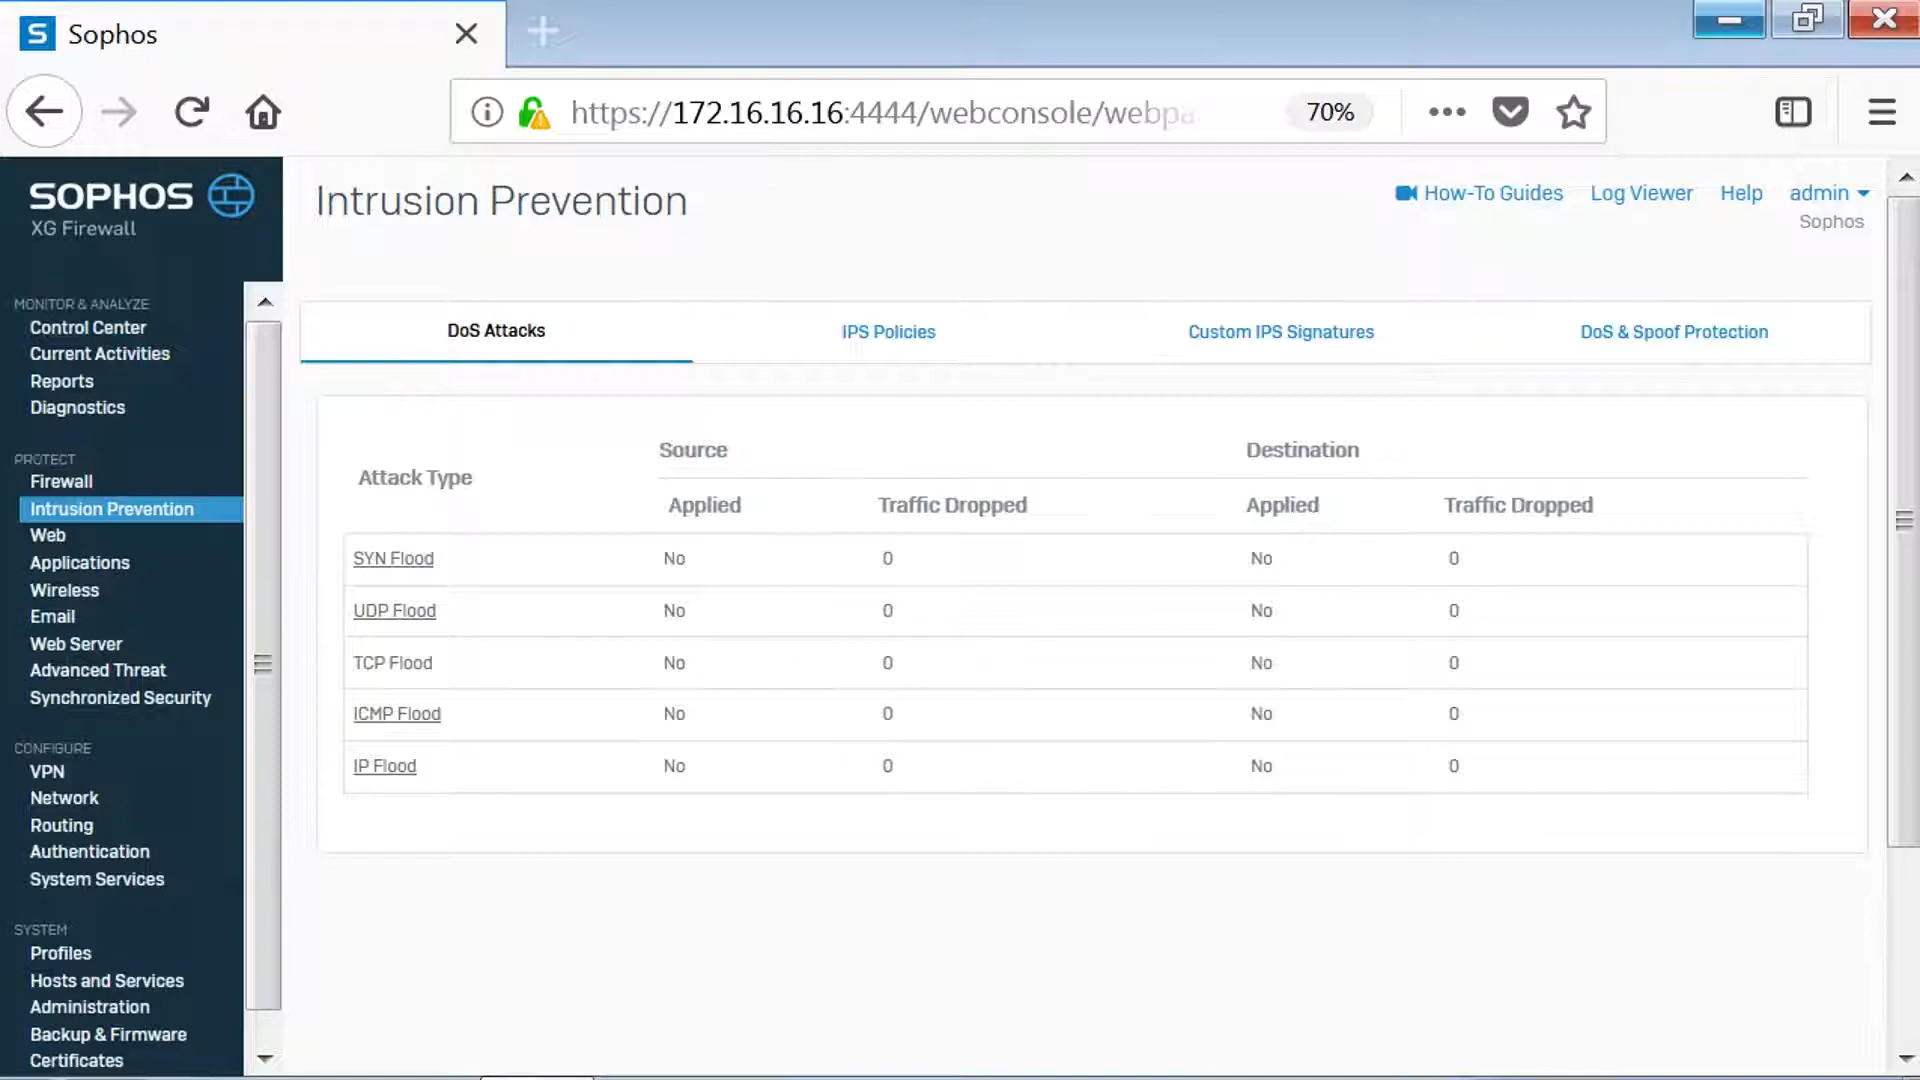 S Sophos
https://172.16.16.16:4444/webconsole/webpa
70%
SOPHOS
XG Firewall
Intrusion Prevention
How-To Guides Log Viewer Help admin
Sophos
MONITOR & ANALYZE
Control Center
Current Activities
Reports
Diagnostics
PROTECT
Firewall
Intrusion Prevention
Web
Applications
Wireless
Email
Web Server
Advanced Threat
Synchronized Security
CONFIGURE
VPN
Network
Routing
Authentication
System Services
SYSTEM
Profiles
Hosts and Services
Administration
Backup & Firmware
Certificates
DoS Attacks IPS Policies Custom IPS Signatures DoS & Spoof Protection
Source Destination
Attack Type
Applied Traffic Dropped Applied Traffic Dropped
SYN Flood No 0 No 0
UDP Flood No 0 No 0
TCP Flood No 0 No 0
ICMP Flood No 0 No 0
IP Flood No 0 No 0